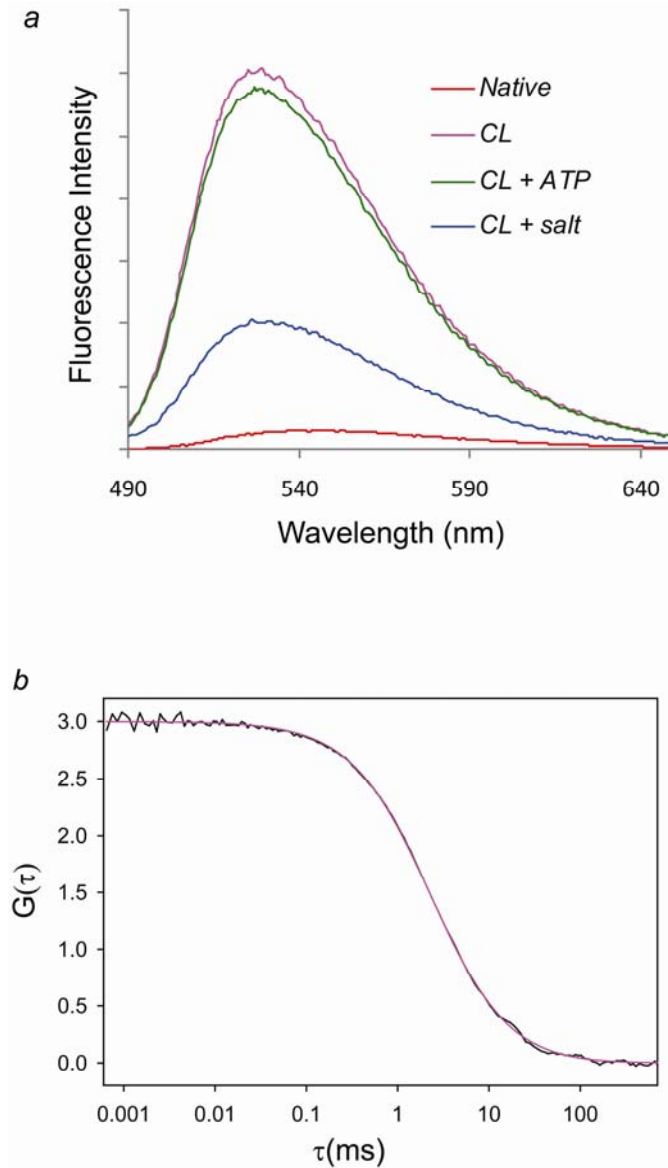 a
Fluorescence Intensity
Native
CL
CL + ATP
CL + salt
490 540 590 640
Wavelength (nm)
b
G(τ)
3.0
2.5
2.0
1.5
1.0
0.5
0.0
0.001 0.01 0.1 1 10 100
τ(ms)